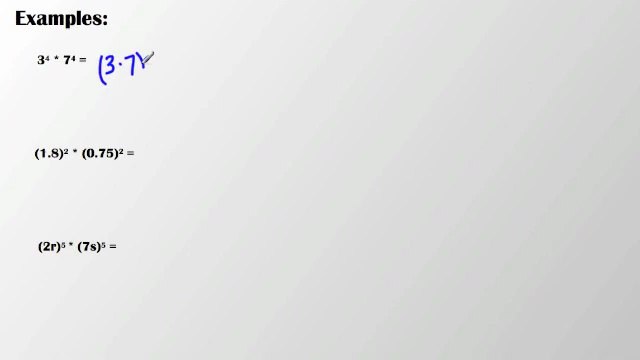 Examples:
3⁴ * 7⁴ = (3·7)
(1.8)² * (0.75)² =
(2r)⁵ * (7s)⁵ =